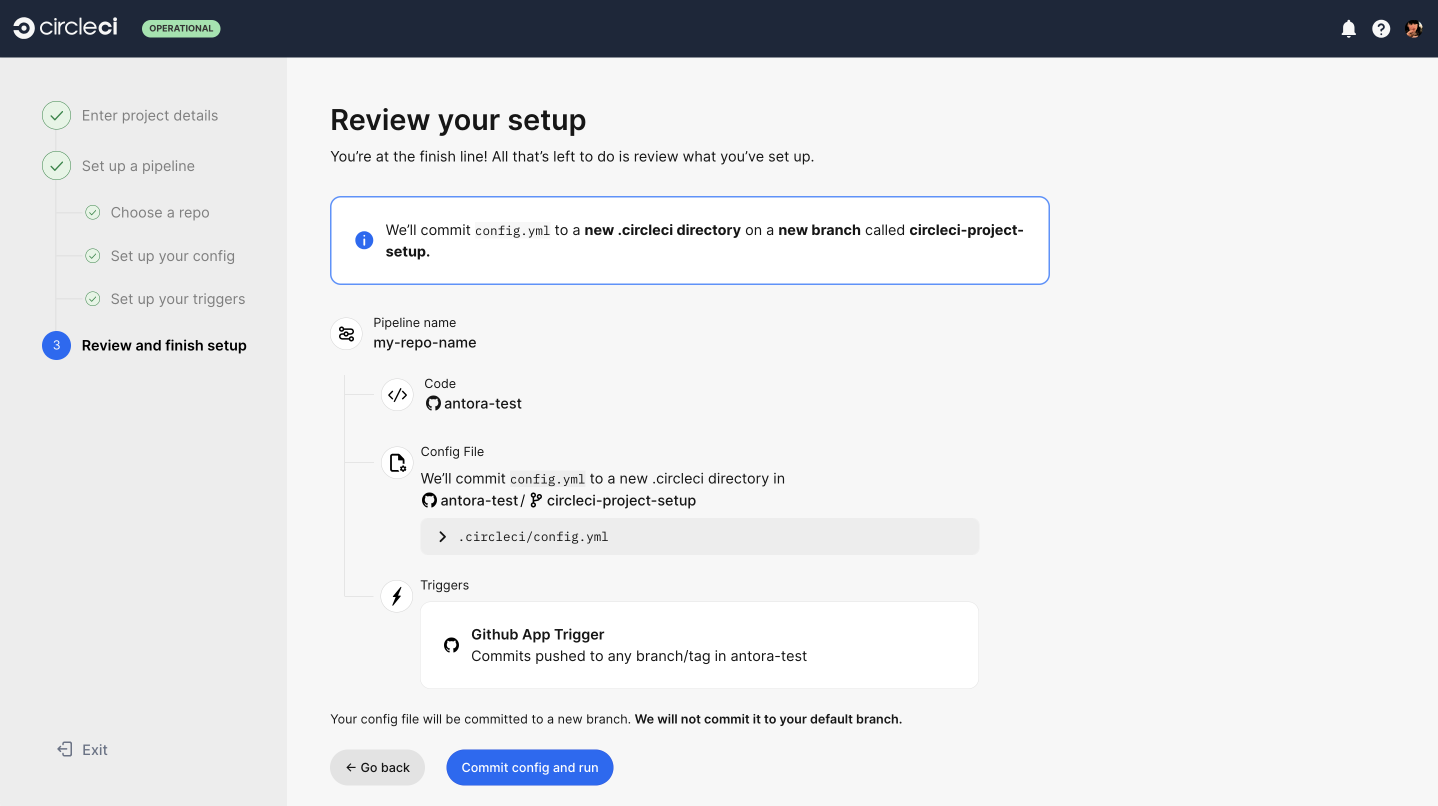 circleci
OPERATIONAL
Enter project details
Set up a pipeline
Choose a repo
Set up your config
Set up your triggers
3
Review and finish setup
Exit
Review your setup
You’re at the finish line! All that’s left to do is review what you’ve set up.
We’ll commit config.yml to a new .circleci directory on a new branch called circleci-project-
setup.
Pipeline name
my-repo-name
Code
antora-test
Config File
We’ll commit config.yml to a new .circleci directory in
antora-test/ circleci-project-setup
.circleci/config.yml
Triggers
Github App Trigger
Commits pushed to any branch/tag in antora-test
Your config file will be committed to a new branch. We will not commit it to your default branch.
← Go back
Commit config and run